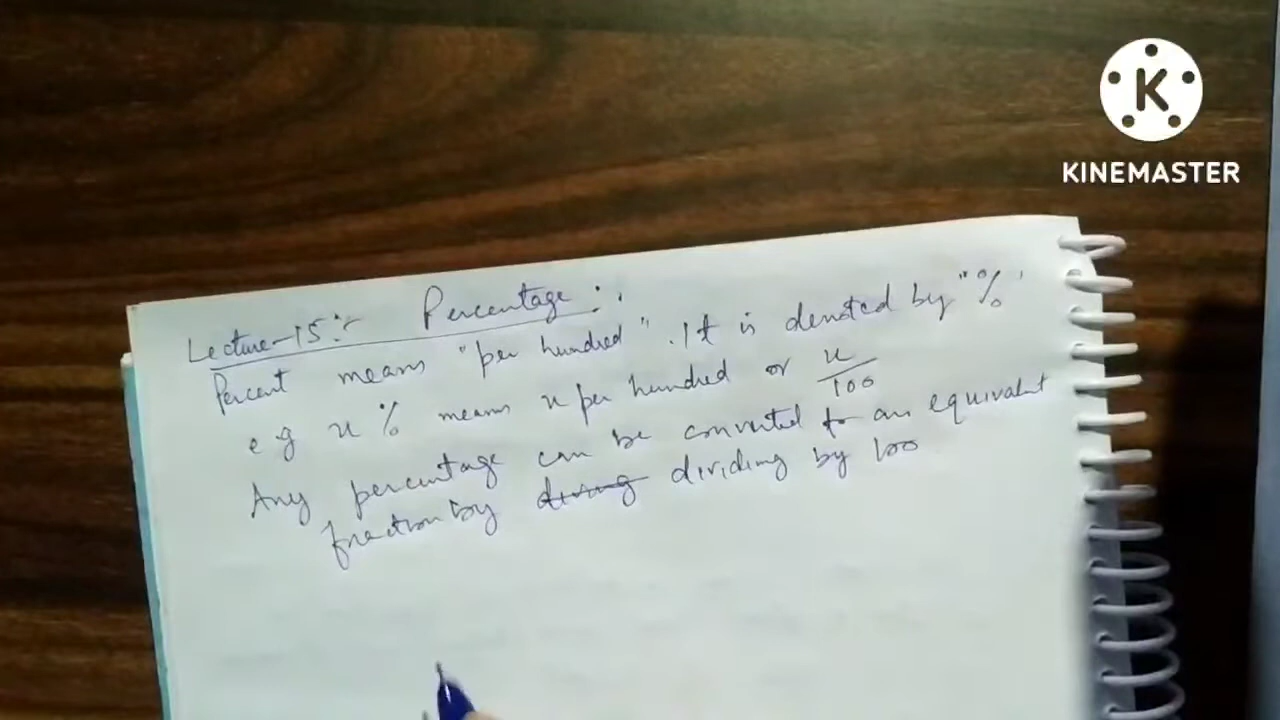 K
KINEMASTER
Lecture-15:- Percentage:.
Percent means "per hundred". It is denoted by "%'
e g x % means x per hundred or x/100
Any percentage can be converted to an equivalent
fraction by dividing by 100